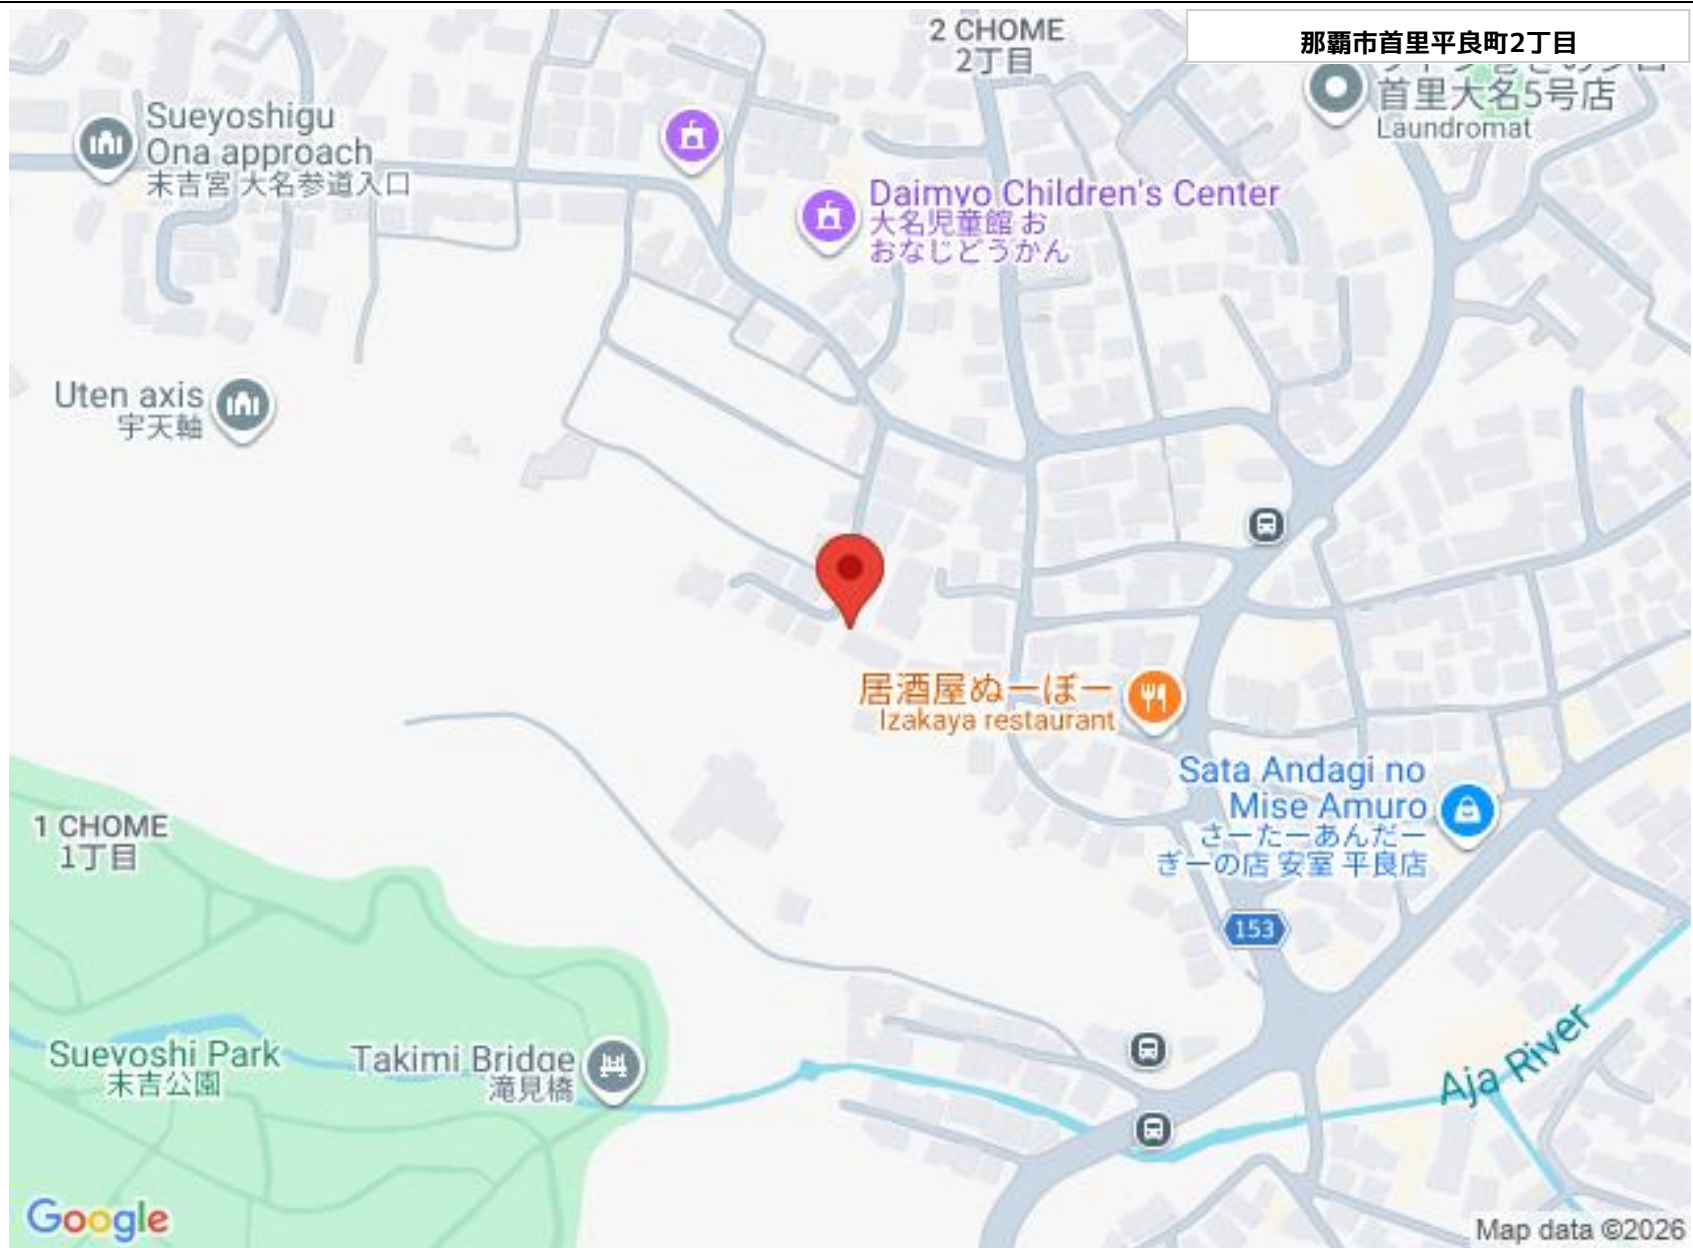 2 CHOME
2丁目
那覇市首里平良町2丁目
首里大名5号店
Laundromat
Sueyoshigu
Ona approach
末吉宮 大名参道入口
Daimyo Children's Center
大名児童館 お
おなじどうかん
Uten axis
宇天軸
居酒屋ぬーぼー
Izakaya restaurant
Sata Andagi no
Mise Amuro
さーたーあんだー
ぎーの店 安室 平良店
1 CHOME
1丁目
153
Sueyoshi Park
末吉公園
Takimi Bridge
滝見橋
Aja River
Google
Map data ©2026